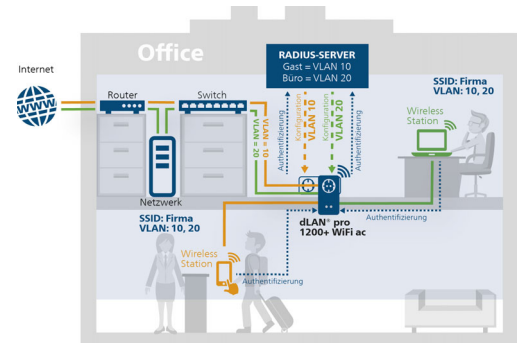 Office
RADIUS-SERVER
Gast = VLAN 10
Büro = VLAN 20
Internet
WWW
Router
Switch
SSID: Firma
VLAN: 10, 20
Wireless
Station
Authentifizierung
Konfiguration
VLAN 10
Konfiguration
VLAN 20
Authentifizierung
VLAN = 10
VLAN = 20
Netzwerk
dLAN® pro
1200+ WiFi ac
Authentifizierung
SSID: Firma
VLAN: 10, 20
Wireless
Station
Authentifizierung